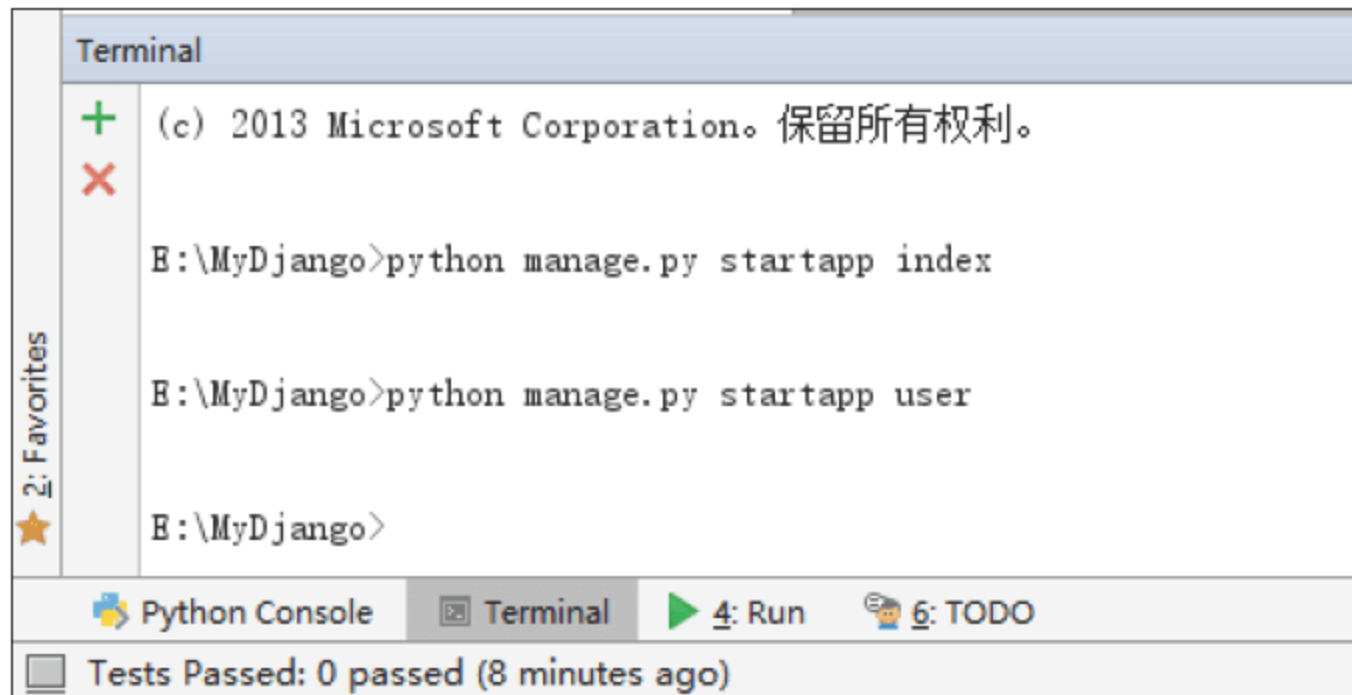 Terminal
(c) 2013 Microsoft Corporation。保留所有权利。
E:\MyDjango>python manage.py startapp index
E:\MyDjango>python manage.py startapp user
E:\MyDjango>
2: Favorites
Python Console
Terminal
4: Run
6: TODO
Tests Passed: 0 passed (8 minutes ago)